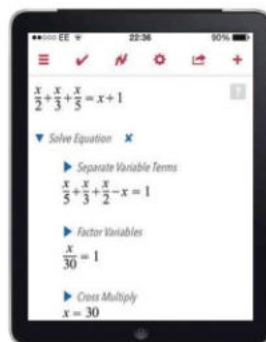 EE 22:36 90%
?
x/2 + x/3 + x/5 = x + 1
Solve Equation
Separate Variable Terms
x/5 + x/3 + x/2 − x = 1
Factor Variables
x/30 = 1
Cross Multiply
x = 30